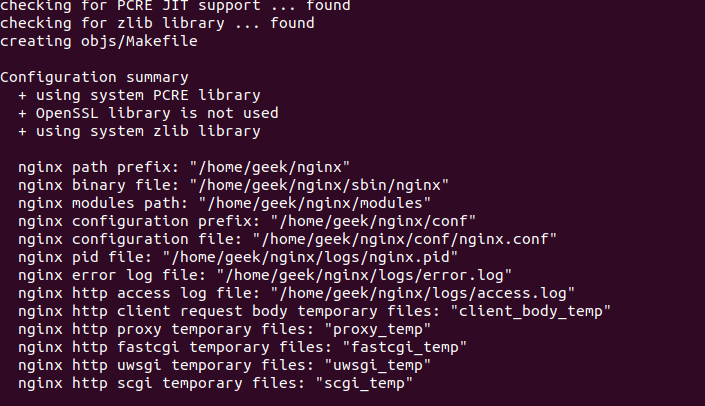 checking for PCRE JIT support ... found
checking for zlib library ... found
creating objs/Makefile
Configuration summary
+ using system PCRE library
+ OpenSSL library is not used
+ using system zlib library
nginx path prefix: "/home/geek/nginx"
nginx binary file: "/home/geek/nginx/sbin/nginx"
nginx modules path: "/home/geek/nginx/modules"
nginx configuration prefix: "/home/geek/nginx/conf"
nginx configuration file: "/home/geek/nginx/conf/nginx.conf"
nginx pid file: "/home/geek/nginx/logs/nginx.pid"
nginx error log file: "/home/geek/nginx/logs/error.log"
nginx http access log file: "/home/geek/nginx/logs/access.log"
nginx http client request body temporary files: "client_body_temp"
nginx http proxy temporary files: "proxy_temp"
nginx http fastcgi temporary files: "fastcgi_temp"
nginx http uwsgi temporary files: "uwsgi_temp"
nginx http scgi temporary files: "scgi_temp"